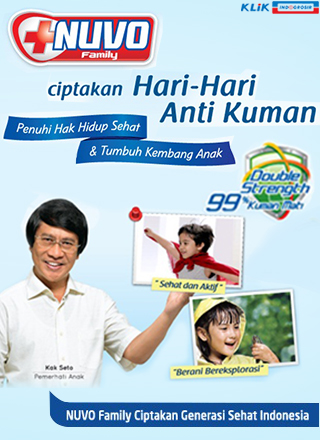 KLIK INDOGROSIR
NUVO
Family
ciptakan Hari-Hari
Anti Kuman
Penuhi Hak Hidup Sehat
& Tumbuh Kembang Anak
Double
Strength
99% Kuman Mati
"Sehat dan Aktif"
Kak Seto
Pemerhati Anak
"Berani Bereksplorasi"
NUVO Family Ciptakan Generasi Sehat Indonesia